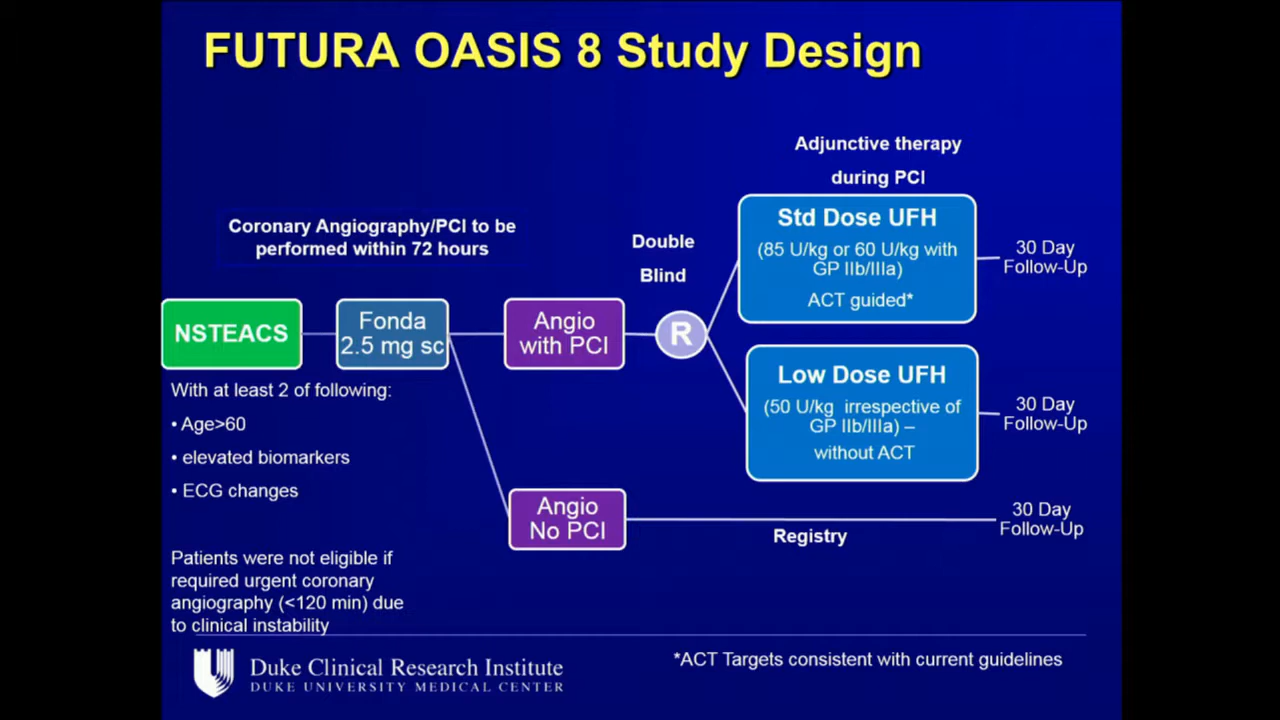 FUTURA OASIS 8 Study Design
Adjunctive therapy
during PCI
Coronary Angiography/PCI to be
performed within 72 hours
Double
Blind
Std Dose UFH
(85 U/kg or 60 U/kg with
GP IIb/IIIa)
ACT guided*
30 Day
Follow-Up
NSTEACS
Fonda
2.5 mg sc
Angio
with PCI
R
Low Dose UFH
(50 U/kg irrespective of
GP IIb/IIIa) –
without ACT
30 Day
Follow-Up
With at least 2 of following:
• Age>60
• elevated biomarkers
• ECG changes
Angio
No PCI
Registry
30 Day
Follow-Up
Patients were not eligible if
required urgent coronary
angiography (<120 min) due
to clinical instability
Duke Clinical Research Institute
DUKE UNIVERSITY MEDICAL CENTER
*ACT Targets consistent with current guidelines